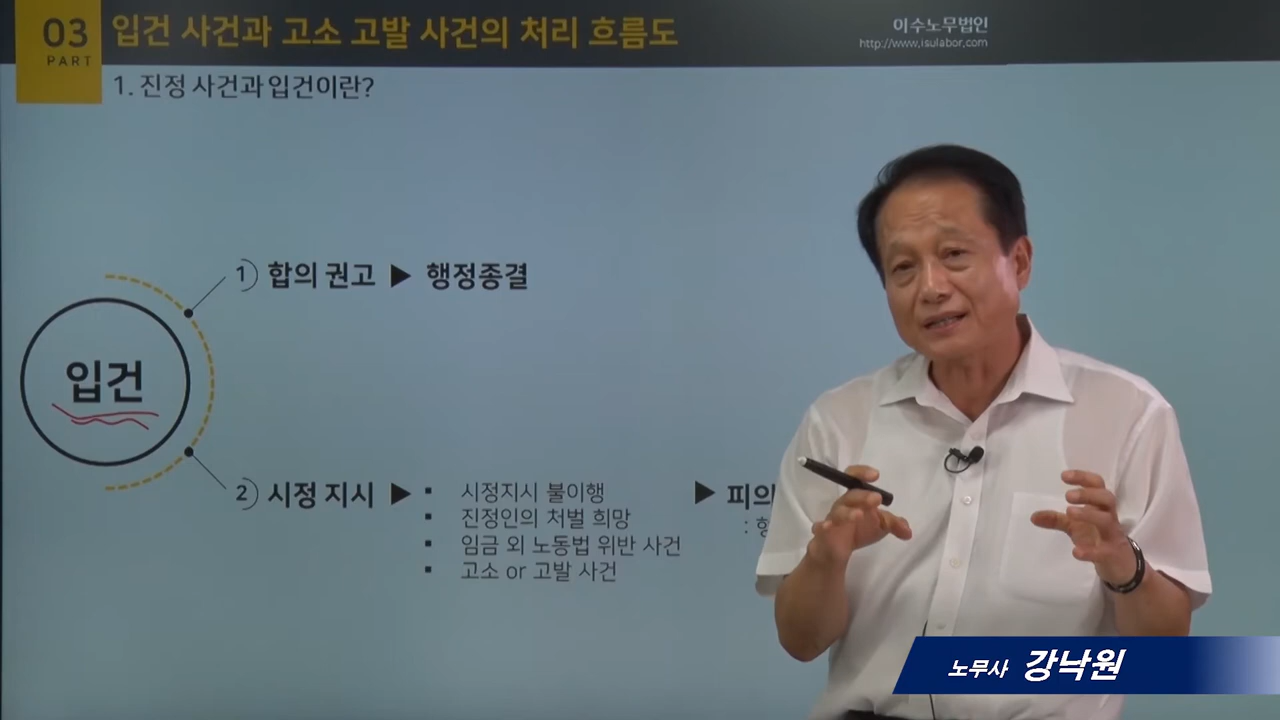 03
PART
입건 사건과 고소 고발 사건의 처리 흐름도
이수노무법인
http://www.isulabor.com
1. 진정 사건과 입건이란?
1) 합의 권고 ▶ 행정종결
입건
2) 시정 지시 ▶
▪ 시정지시 불이행
▪ 진정인의 처벌 희망
▪ 임금 외 노동법 위반 사건
▪ 고소 or 고발 사건
▶ 피의
:
노무사 강낙원